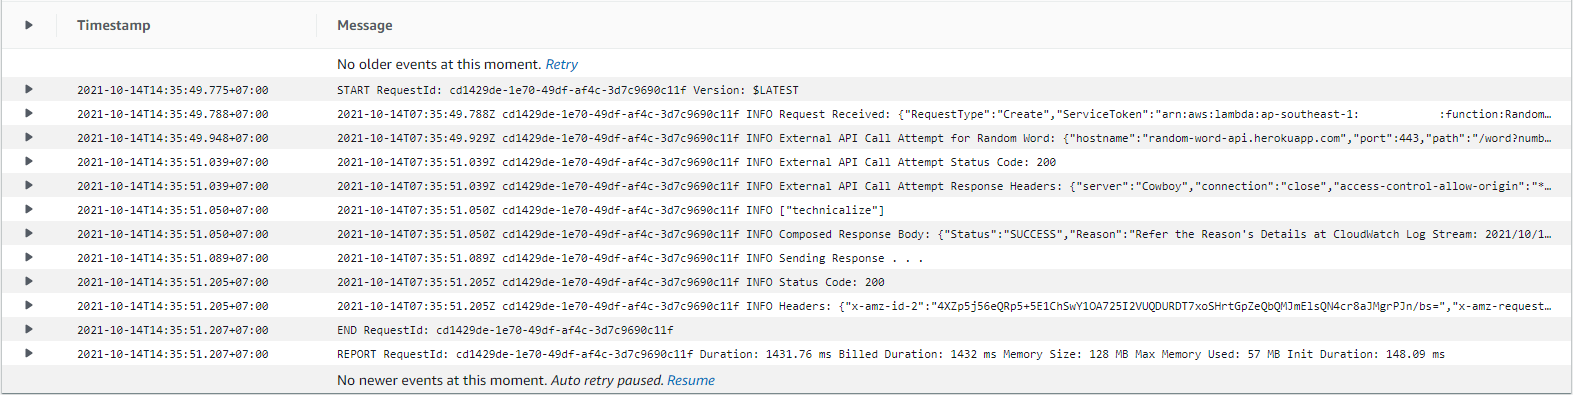 Timestamp Message
No older events at this moment. Retry
2021-10-14T14:35:49.775+07:00 START RequestId: cd1429de-1e70-49df-af4c-3d7c9690c11f Version: $LATEST
2021-10-14T14:35:49.788+07:00 2021-10-14T07:35:49.788Z cd1429de-1e70-49df-af4c-3d7c9690c11f INFO Request Received: {"RequestType":"Create","ServiceToken":"arn:aws:lambda:ap-southeast-1: :function:Random…
2021-10-14T14:35:49.948+07:00 2021-10-14T07:35:49.929Z cd1429de-1e70-49df-af4c-3d7c9690c11f INFO External API Call Attempt for Random Word: {"hostname":"random-word-api.herokuapp.com","port":443,"path":"/word?numb…
2021-10-14T14:35:51.039+07:00 2021-10-14T07:35:51.039Z cd1429de-1e70-49df-af4c-3d7c9690c11f INFO External API Call Attempt Status Code: 200
2021-10-14T14:35:51.039+07:00 2021-10-14T07:35:51.039Z cd1429de-1e70-49df-af4c-3d7c9690c11f INFO External API Call Attempt Response Headers: {"server":"Cowboy","connection":"close","access-control-allow-origin":"*…
2021-10-14T14:35:51.050+07:00 2021-10-14T07:35:51.050Z cd1429de-1e70-49df-af4c-3d7c9690c11f INFO ["technicalize"]
2021-10-14T14:35:51.050+07:00 2021-10-14T07:35:51.050Z cd1429de-1e70-49df-af4c-3d7c9690c11f INFO Composed Response Body: {"Status":"SUCCESS","Reason":"Refer the Reason's Details at CloudWatch Log Stream: 2021/10/1…
2021-10-14T14:35:51.089+07:00 2021-10-14T07:35:51.089Z cd1429de-1e70-49df-af4c-3d7c9690c11f INFO Sending Response . . .
2021-10-14T14:35:51.205+07:00 2021-10-14T07:35:51.205Z cd1429de-1e70-49df-af4c-3d7c9690c11f INFO Status Code: 200
2021-10-14T14:35:51.205+07:00 2021-10-14T07:35:51.205Z cd1429de-1e70-49df-af4c-3d7c9690c11f INFO Headers: {"x-amz-id-2":"4XZp5j56eQRp5+5E1ChSwY1OA725I2VUQDURDT7xoSHrtGpZeQbQMJmElsQN4cr8aJMgrPJn/bs=","x-amz-request…
2021-10-14T14:35:51.207+07:00 END RequestId: cd1429de-1e70-49df-af4c-3d7c9690c11f
2021-10-14T14:35:51.207+07:00 REPORT RequestId: cd1429de-1e70-49df-af4c-3d7c9690c11f Duration: 1431.76 ms Billed Duration: 1432 ms Memory Size: 128 MB Max Memory Used: 57 MB Init Duration: 148.09 ms
No newer events at this moment. Auto retry paused. Resume